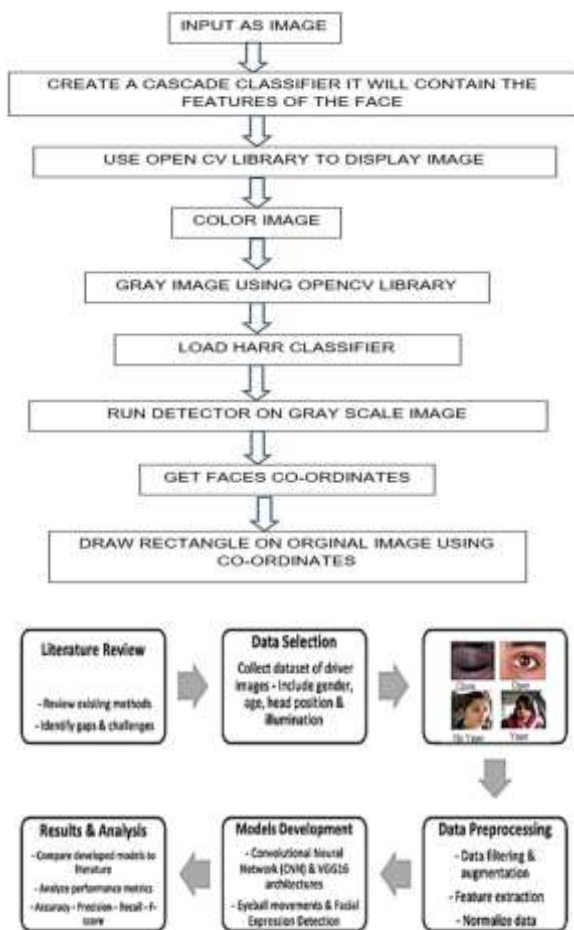 INPUT AS IMAGE
CREATE A CASCADE CLASSIFIER IT WILL CONTAIN THE
FEATURES OF THE FACE
USE OPEN CV LIBRARY TO DISPLAY IMAGE
COLOR IMAGE
GRAY IMAGE USING OPENCV LIBRARY
LOAD HARR CLASSIFIER
RUN DETECTOR ON GRAY SCALE IMAGE
GET FACES CO-ORDINATES
DRAW RECTANGLE ON ORGINAL IMAGE USING
CO-ORDINATES
Literature Review
- Review existing methods
- Identify gaps & challenges
Data Selection
Collect dataset of driver
images - Include gender,
age, head position &
illumination
Close
Open
No Yawn
Yawn
Results & Analysis
- Compare developed models to
literature
- Analyze performance metrics
- Accuracy - Precision - Recall - F-
score
Models Development
- Convolutional Neural
Network (CNN) & VGG16
architectures
- Eyeball movements & Facial
Expression Detection
Data Preprocessing
- Data filtering &
augmentation
- Feature extraction
- Normalize data